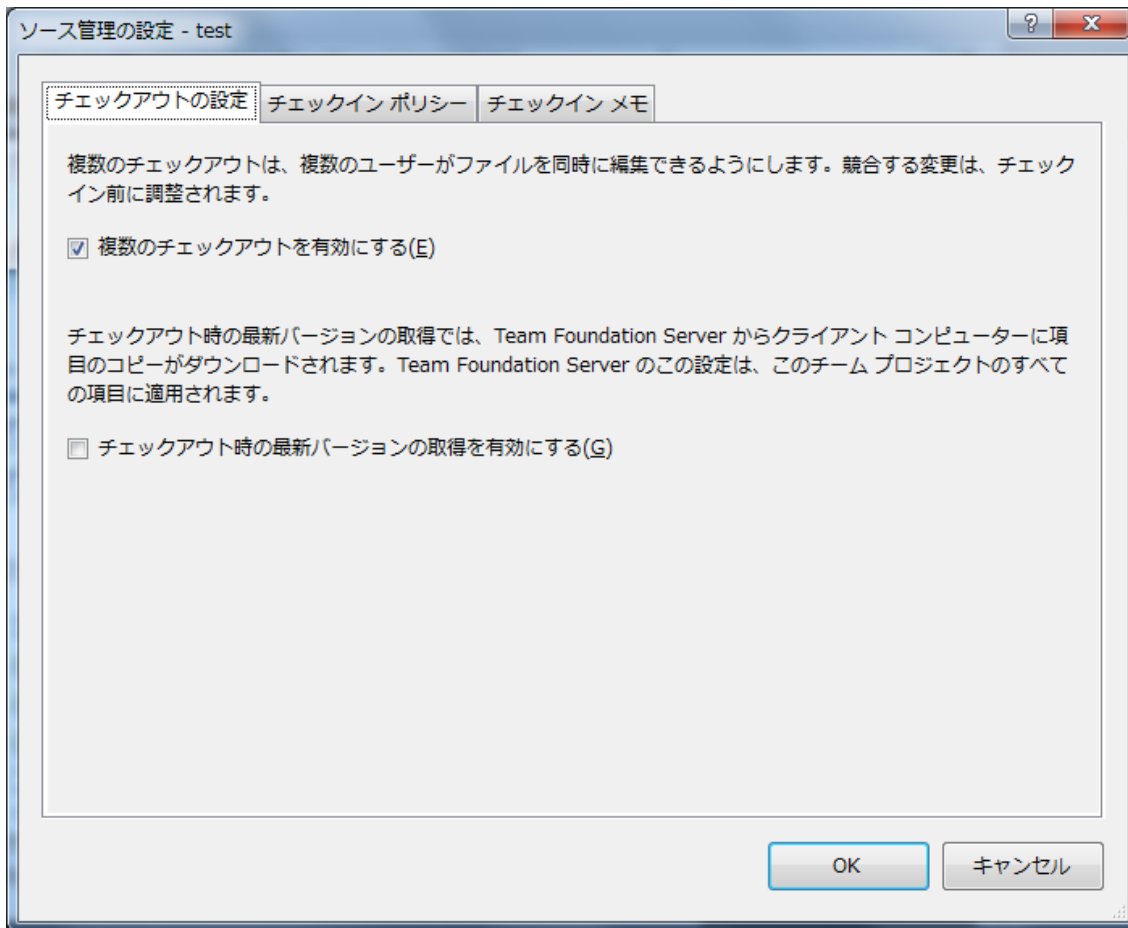 ソース管理の設定 - test
?
チェックアウトの設定 チェックイン ポリシー チェックイン メモ
複数のチェックアウトは、複数のユーザーがファイルを同時に編集できるようにします。競合する変更は、チェック
イン前に調整されます。
複数のチェックアウトを有効にする(E)
チェックアウト時の最新バージョンの取得では、Team Foundation Server からクライアント コンピューターに項
目のコピーがダウンロードされます。Team Foundation Server のこの設定は、このチーム プロジェクトのすべて
の項目に適用されます。
チェックアウト時の最新バージョンの取得を有効にする(G)
OK キャンセル